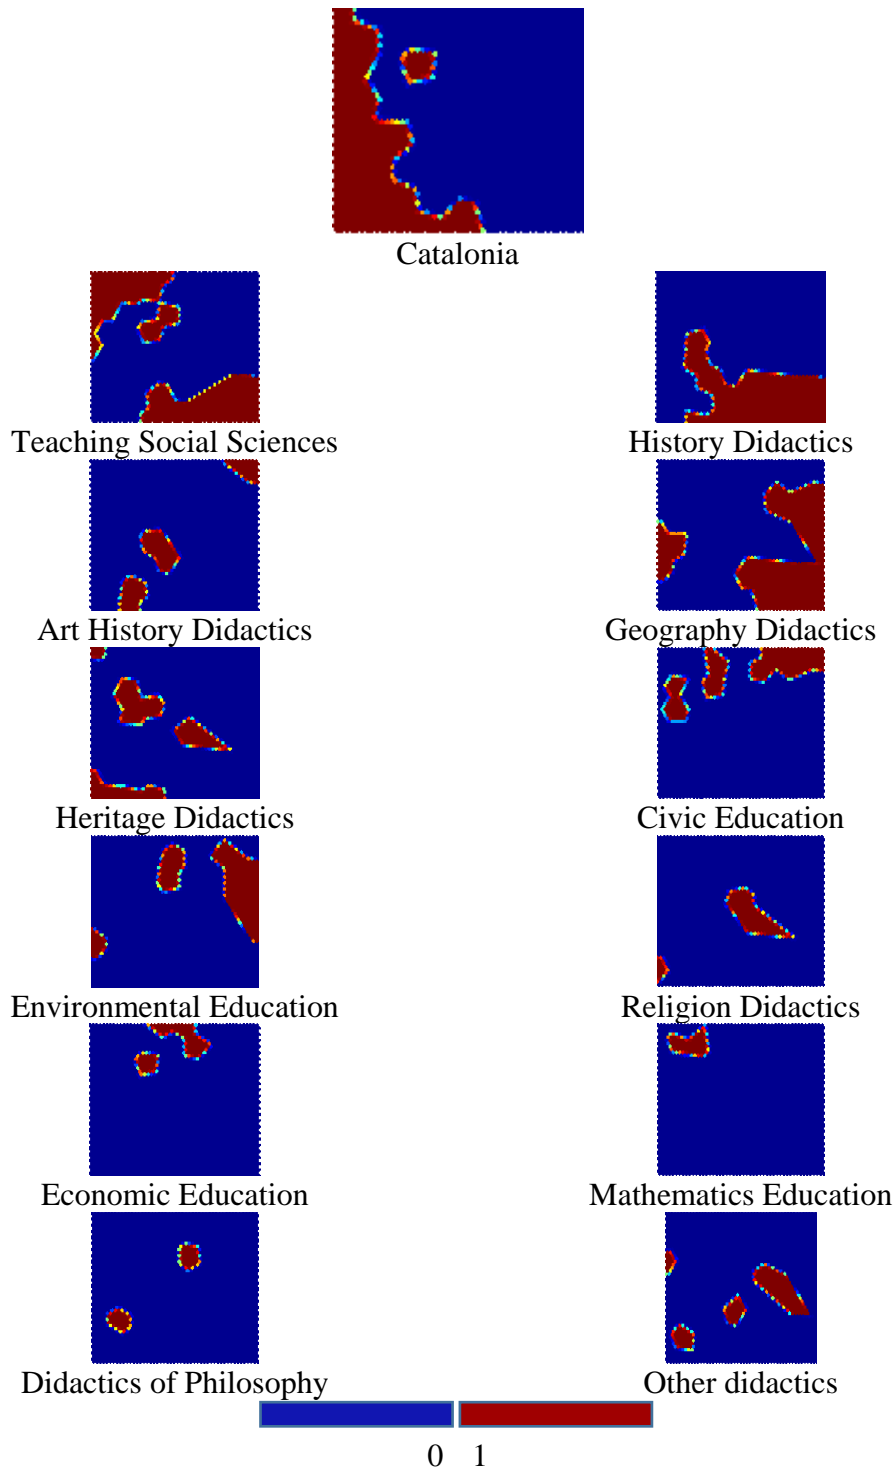 Catalonia
Teaching Social Sciences
History Didactics
Art History Didactics
Geography Didactics
Heritage Didactics
Civic Education
Environmental Education
Religion Didactics
Economic Education
Mathematics Education
Didactics of Philosophy
Other didactics
0 1